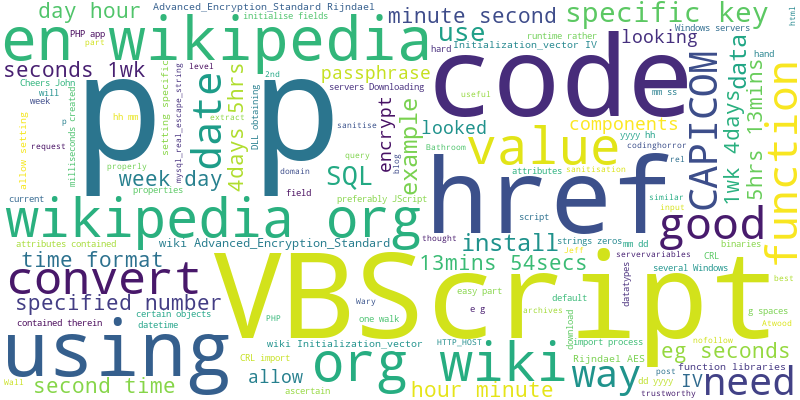 day hour
Advanced_Encryption_Standard Rijndael
initialise fields
minute second
specific key
PHP app
part
en wikipedia
use
hard
Initialization_vector IV
runtime rather
looking
Windows servers
hand
html
seconds 1wk
Cheers John
level
2nd
passphrase
servers Downloading
code
CAPICOM
data
mm ss
useful
will
week
p p
date
4days 5hrs
DLL obtaining
encrypt
example
components
1wk 4days
5hrs 13mins
function
hh mm
milliseconds created
setting specific
mysql_real_escape_string
extract
sanitise
looked
yyyy hh
codinghorror
allow setting
p
request
query
value
Bathroom
rel
properly
week day
domain
blog
SQL
href
attributes
sanitisation
properties
field
preferably JScript
similar
current
script
input
wikipedia org
good
attributes contained
wiki Advanced_Encryption_Standard
thought
install
strings zeros
mm dd
servervariables
Jeff
binaries
time format
VBScript
13mins 54secs
CRL
several Windows
datatypes
convert
easy part
default
best
specified number
certain objects
Wary
e g
archives
download
g spaces
contained therein
datetime
PHP
one walk
Atwood
using
wiki Initialization_vector
HTTP_HOST
import process
nofollow
eg seconds
org wiki
CRL import
allow
Rijndael AES
way
post
function libraries
Wall
second time
ascertain
hour minute
dd yyyy
IV
trustworthy
need